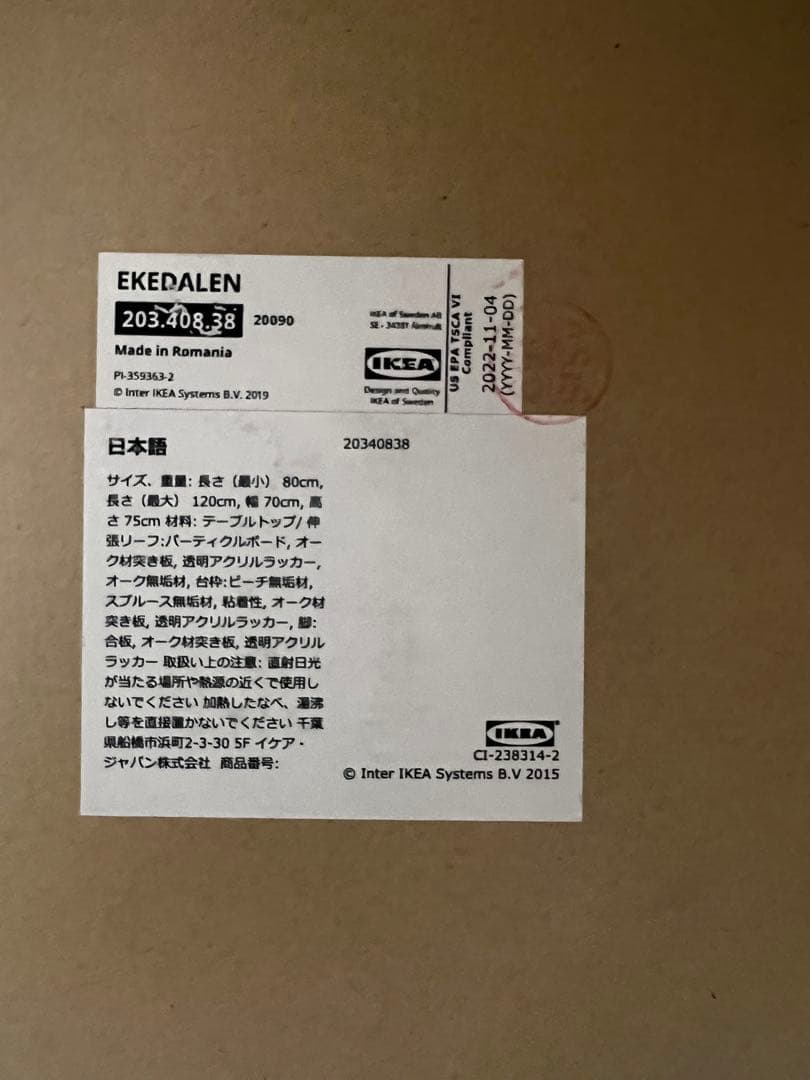 EKEDALEN
203.408.38 20090
Made in Romania
PI-359363-2
© Inter IKEA Systems B.V. 2019
IKEA of Sweden AB
SE - 34381 Älmhult
IKEA
Design and Quality
IKEA of Sweden
US EPA TSCA VI
Compliant
2022-11-04
(YYYY-MM-DD)
日本語
20340838
サイズ、重量: 長さ（最小） 80cm,
長さ（最大） 120cm, 幅 70cm, 高
さ 75cm 材料: テーブルトップ/ 伸
張リーフ:パーティクルボード, オー
ク材突き板, 透明アクリルラッカー,
オーク無垢材, 台枠:ビーチ無垢材,
スプルース無垢材, 粘着性, オーク材
突き板, 透明アクリルラッカー, 脚:
合板, オーク材突き板, 透明アクリル
ラッカー 取扱い上の注意: 直射日光
が当たる場所や熱源の近くで使用し
ないでください 加熱したなべ、湯沸
し等を直接置かないでください 千葉
県船橋市浜町2-3-30 5F イケア・
ジャパン株式会社 商品番号:
IKEA®
CI-238314-2
© Inter IKEA Systems B.V 2015